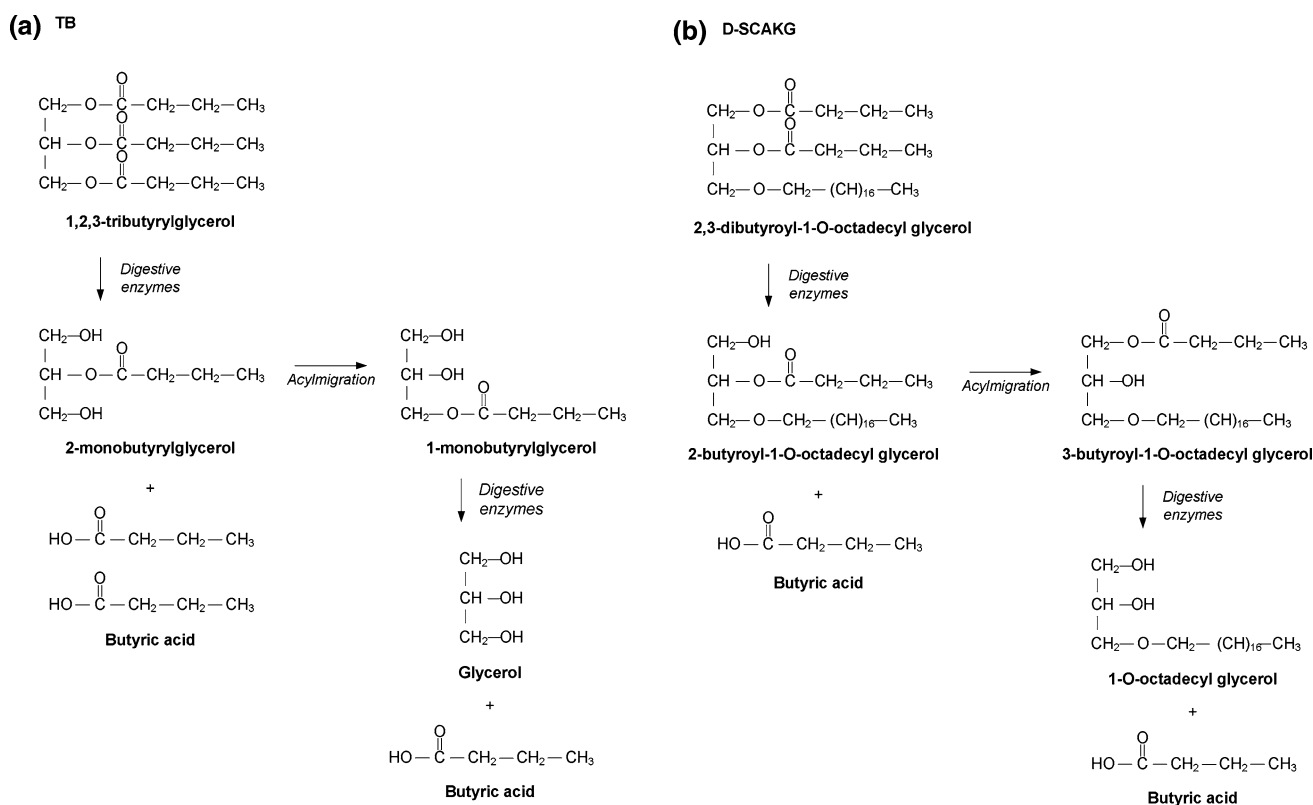 (a) TB
O
CH2—O—C—CH2—CH2—CH3
O
CH—O—C—CH2—CH2—CH3
O
CH2—O—C—CH2—CH2—CH3
1,2,3-tributyrylglycerol
Digestive
enzymes
CH2—OH
O
CH—O—C—CH2—CH2—CH3
CH2—OH
2-monobutyrylglycerol
+
O
HO—C—CH2—CH2—CH3
O
HO—C—CH2—CH2—CH3
Butyric acid
Acylmigration
CH2—OH
CH—OH
O
CH2—O—C—CH2—CH2—CH3
1-monobutyrylglycerol
Digestive
enzymes
CH2—OH
CH—OH
CH2—OH
Glycerol
+
O
HO—C—CH2—CH2—CH3
Butyric acid
(b) D-SCAKG
O
CH2—O—C—CH2—CH2—CH3
O
CH—O—C—CH2—CH2—CH3
CH2—O—CH2—(CH)16—CH3
2,3-dibutyroyl-1-O-octadecyl glycerol
Digestive
enzymes
CH2—OH
O
CH—O—C—CH2—CH2—CH3
CH2—O—CH2—(CH)16—CH3
2-butyroyl-1-O-octadecyl glycerol
+
O
HO—C—CH2—CH2—CH3
Butyric acid
Acylmigration
O
CH2—O—C—CH2—CH2—CH3
CH—OH
CH2—O—CH2—(CH)16—CH3
3-butyroyl-1-O-octadecyl glycerol
Digestive
enzymes
CH2—OH
CH—OH
CH2—O—CH2—(CH)16—CH3
1-O-octadecyl glycerol
+
O
HO—C—CH2—CH2—CH3
Butyric acid